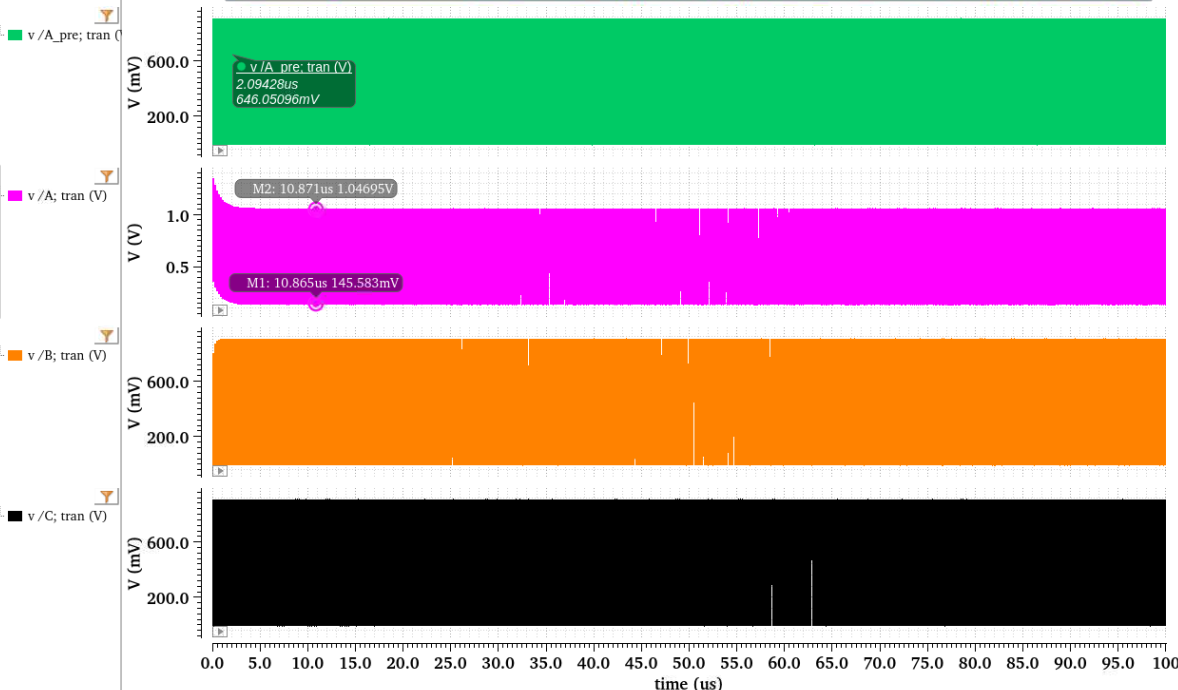 v /A_pre; tran (V
V (mV)
600.0
200.0
v /A_pre; tran (V)
2.09428us
646.05096mV
v /A; tran (V)
V (V)
1.0
0.5
M2: 10.871us 1.04695V
M1: 10.865us 145.583mV
v /B; tran (V)
V (mV)
600.0
200.0
v /C; tran (V)
V (mV)
600.0
200.0
0.0 5.0 10.0 15.0 20.0 25.0 30.0 35.0 40.0 45.0 50.0 55.0 60.0 65.0 70.0 75.0 80.0 85.0 90.0 95.0 100
time (us)